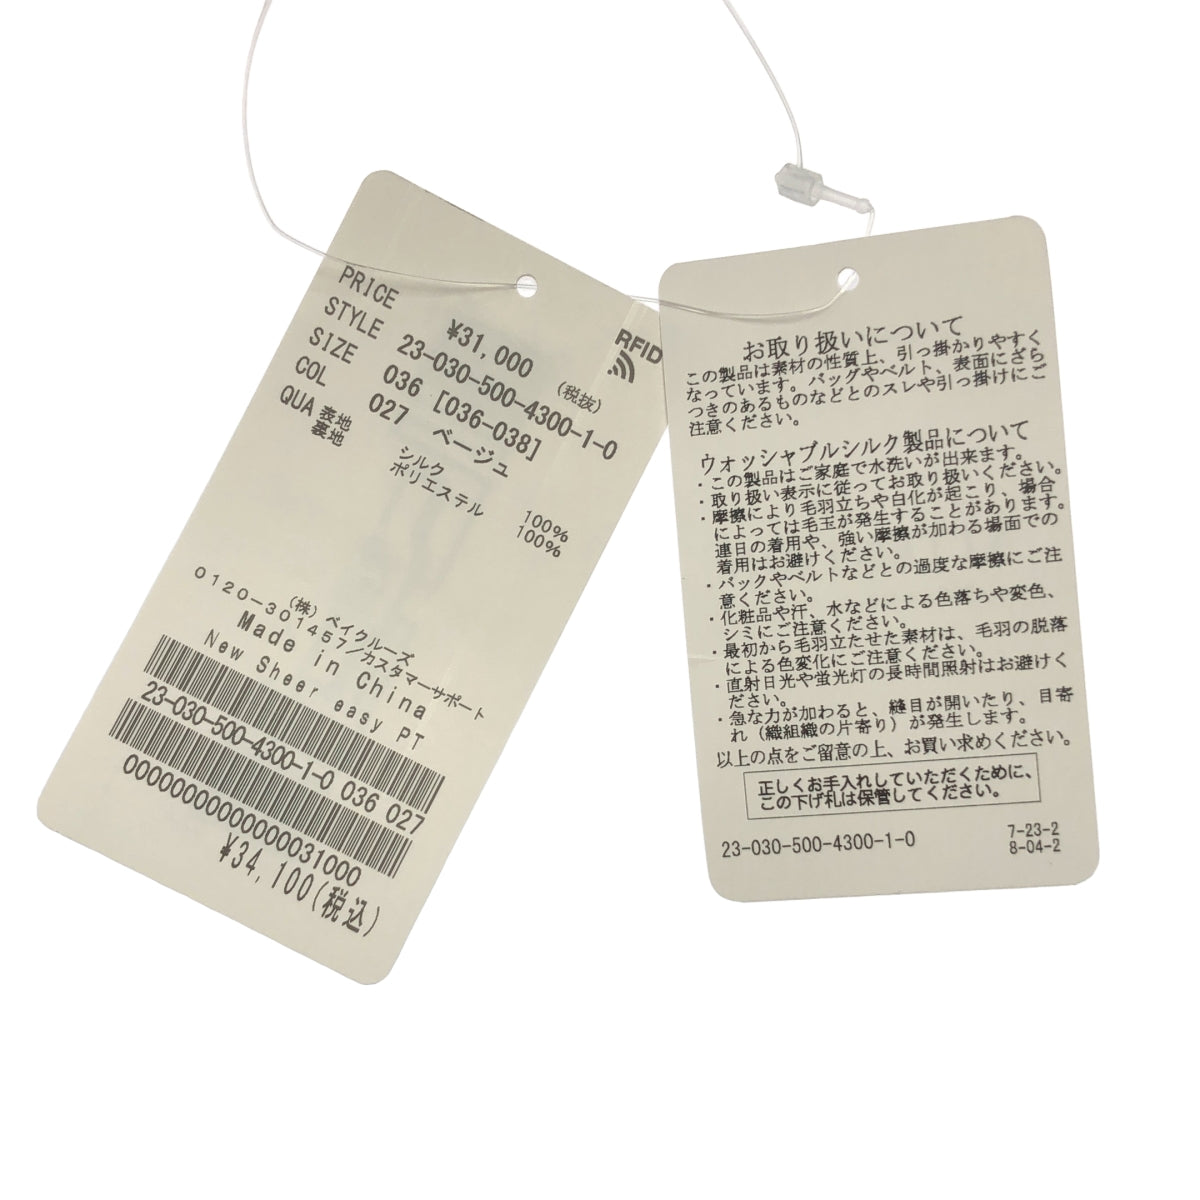 PRICE ¥31,000 (税抜)
STYLE 23-030-500-4300-1-0
SIZE 036 [036-038]
COL 027 ベージュ
QUA 表地 シルク 100%
裏地 ポリエステル 100%
RFID
(株) ベイクルーズ
0120-301457/カスタマーサポート
Made in China
New Sheer easy PT
23-030-500-4300-1-0 036 027
0000000000000031000
¥34,100(税込)
お取り扱いについて
この製品は素材の性質上、引っ掛かりやすく
なっています。バッグやベルト、表面にざら
つきのあるものなどとのスレや引っ掛けにご
注意ください。
ウォッシャブルシルク製品について
・この製品はご家庭で水洗いが出来ます。
・取り扱い表示に従ってお取り扱いください。
・摩擦により毛羽立ちや白化が起こり、場合
によっては毛玉が発生することがあります。
連日の着用や、強い摩擦が加わる場面での
着用はお避けください。
・バックやベルトなどとの過度な摩擦にご注
意ください。
・化粧品や汗、水などによる色落ちや変色、
シミにご注意ください。
・最初から毛羽立たせた素材は、毛羽の脱落
による色変化にご注意ください。
・直射日光や蛍光灯の長時間照射はお避けく
ださい。
・急な力が加わると、縫目が開いたり、目寄
れ（織組織の片寄り）が発生します。
以上の点をご留意の上、お買い求めください。
正しくお手入れしていただくために、
この下げ札は保管してください。
23-030-500-4300-1-0
7-23-2
8-04-2